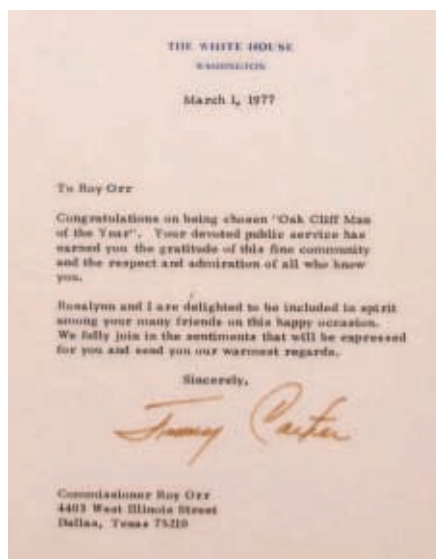 THE WHITE HOUSE
WASHINGTON
March 1, 1977
To Roy Orr
Congratulations on being chosen "Oak Cliff Man
of the Year". Your devoted public service has
earned you the gratitude of this fine community
and the respect and admiration of all who know
you.
Rosalynn and I are delighted to be included in spirit
among your many friends on this happy occasion.
We fully join in the sentiments that will be expressed
for you and send you our warmest regards.
Sincerely,
Jimmy Carter
Commissioner Roy Orr
4403 West Illinois Street
Dallas, Texas 75210